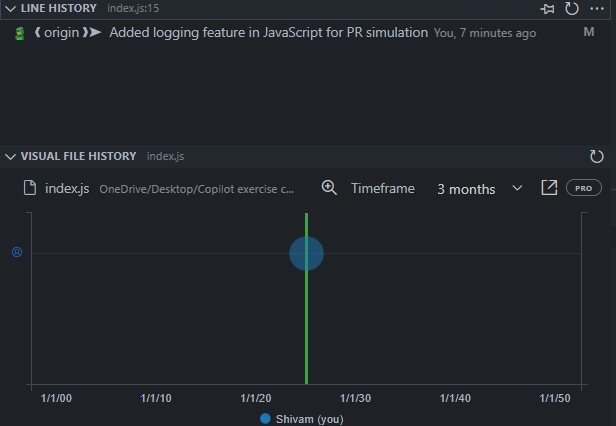 LINE HISTORY index.js:15
origin Added logging feature in JavaScript for PR simulation You, 7 minutes ago M
VISUAL FILE HISTORY index.js
index.js OneDrive/Desktop/Copilot exercise c... Timeframe 3 months PRO
1/1/00 1/1/10 1/1/20 1/1/30 1/1/40 1/1/50
Shivam (you)